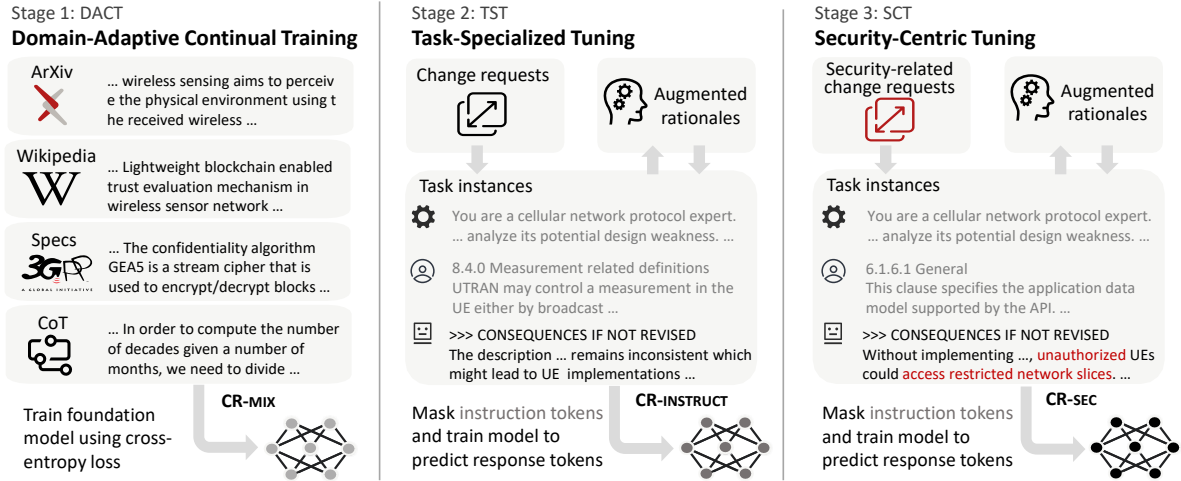 Stage 1: DACT
Domain-Adaptive Continual Training
ArXiv
... wireless sensing aims to perceiv
e the physical environment using t
he received wireless ...
Wikipedia
W
... Lightweight blockchain enabled
trust evaluation mechanism in
wireless sensor network ...
Specs
3GPP
A GLOBAL INITIATIVE
... The confidentiality algorithm
GEA5 is a stream cipher that is
used to encrypt/decrypt blocks ...
CoT
... In order to compute the number
of decades given a number of
months, we need to divide ...
CR-MIX
Train foundation
model using cross-
entropy loss
Stage 2: TST
Task-Specialized Tuning
Change requests
Augmented
rationales
Task instances
You are a cellular network protocol expert.
... analyze its potential design weakness. ...
8.4.0 Measurement related definitions
UTRAN may control a measurement in the
UE either by broadcast ...
>>> CONSEQUENCES IF NOT REVISED
The description ... remains inconsistent which
might lead to UE implementations ...
CR-INSTRUCT
Mask instruction tokens
and train model to
predict response tokens
Stage 3: SCT
Security-Centric Tuning
Security-related
change requests
Augmented
rationales
Task instances
You are a cellular network protocol expert.
... analyze its potential design weakness. ...
6.1.6.1 General
This clause specifies the application data
model supported by the API. ...
>>> CONSEQUENCES IF NOT REVISED
Without implementing ..., unauthorized UEs
could access restricted network slices. ...
CR-SEC
Mask instruction tokens
and train model to
predict response tokens